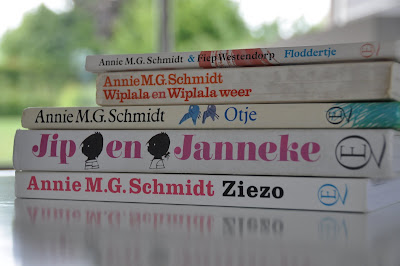 Annie M.G. Schmidt & Fiep Westendorp Floddertje
Annie M.G. Schmidt
Wiplala en Wiplala weer
Annie M.G. Schmidt Otje
Jip en Janneke
Annie M.G. Schmidt Ziezo